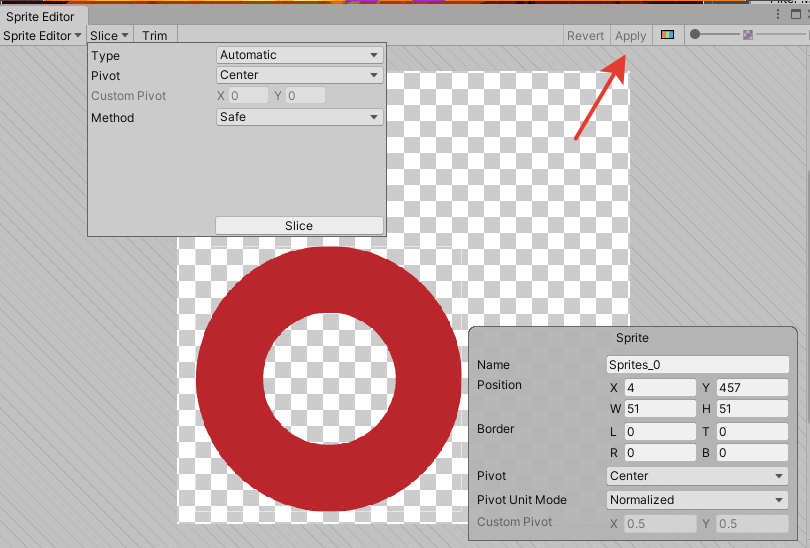 Sprite Editor
Sprite Editor Slice Trim Revert Apply
Type Automatic
Pivot Center
Custom Pivot X 0 Y 0
Method Safe
Slice
Sprite
Name Sprites_0
Position X 4 Y 457
W 51 H 51
Border L 0 T 0
R 0 B 0
Pivot Center
Pivot Unit Mode Normalized
Custom Pivot X 0.5 Y 0.5